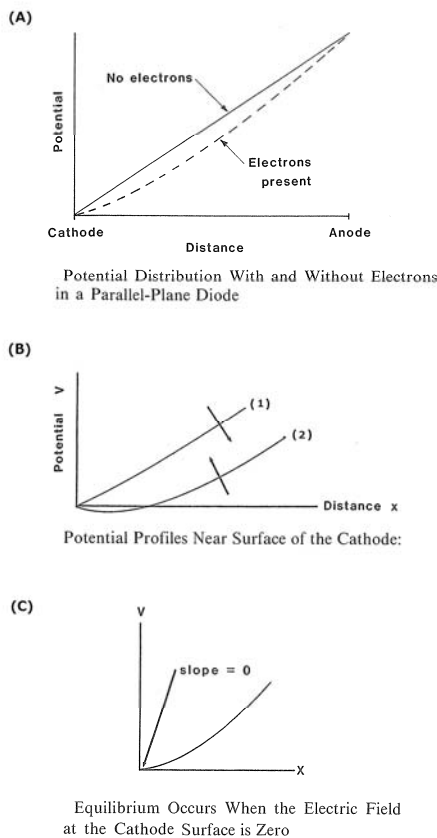 (A)
Potential
No electrons
Electrons
present
Cathode
Anode
Distance
Potential Distribution With and Without Electrons
in a Parallel-Plane Diode
(B)
Potential V
(1)
(2)
Distance x
Potential Profiles Near Surface of the Cathode:
(C)
V
slope = 0
X
Equilibrium Occurs When the Electric Field
at the Cathode Surface is Zero